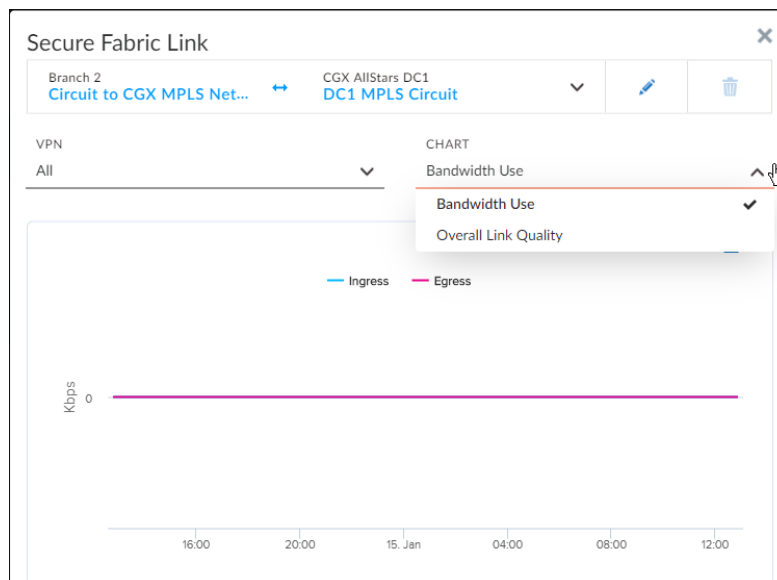 Secure Fabric Link
Branch 2
Circuit to CGX MPLS Net...
CGX AllStars DC1
DC1 MPLS Circuit
VPN
All
CHART
Bandwidth Use
Bandwidth Use
Overall Link Quality
Ingress
Egress
Kbps
0
16:00 20:00 15. Jan 04:00 08:00 12:00